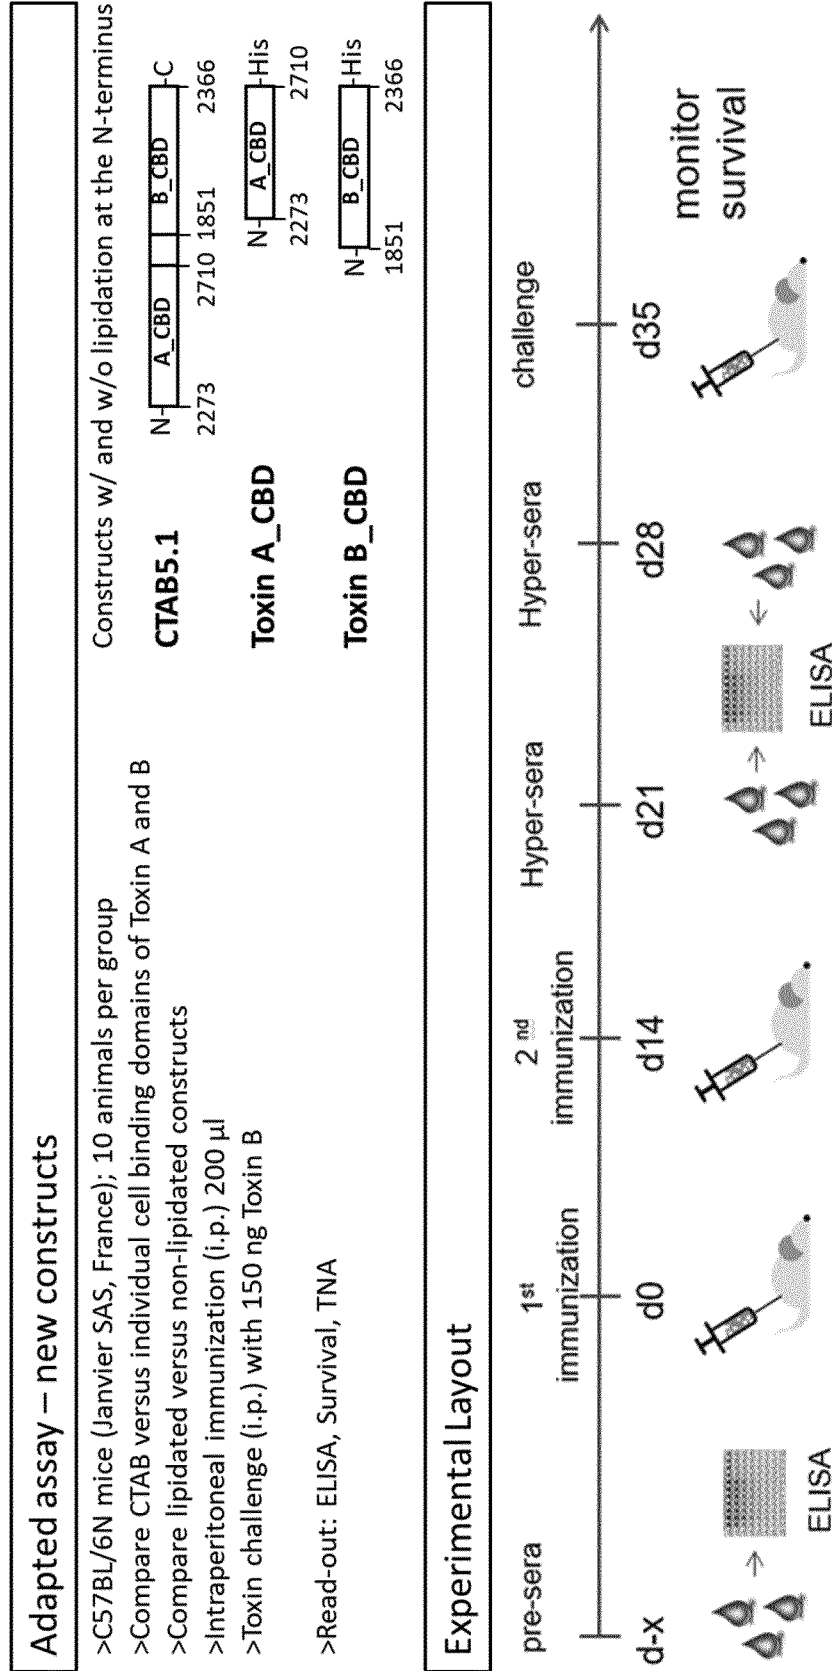 Adapted assay – new constructs
>C57BL/6N mice (Janvier SAS, France); 10 animals per group
>Compare CTAB versus individual cell binding domains of Toxin A and B
>Compare lipidated versus non-lipidated constructs
>Intraperitoneal immunization (i.p.) 200 µl
>Toxin challenge (i.p.) with 150 ng Toxin B
>Read-out: ELISA, Survival, TNA
Constructs w/ and w/o lipidation at the N-terminus
CTAB5.1
N- A_CBD B_CBD -C
2273 2710 1851 2366
Toxin A_CBD
N- A_CBD -His
2273 2710
Toxin B_CBD
N- B_CBD -His
1851 2366
Experimental Layout
pre-sera
1st immunization
2nd immunization
Hyper-sera
Hyper-sera
challenge
d-x
d0
d14
d21
d28
d35
monitor
survival
ELISA
ELISA